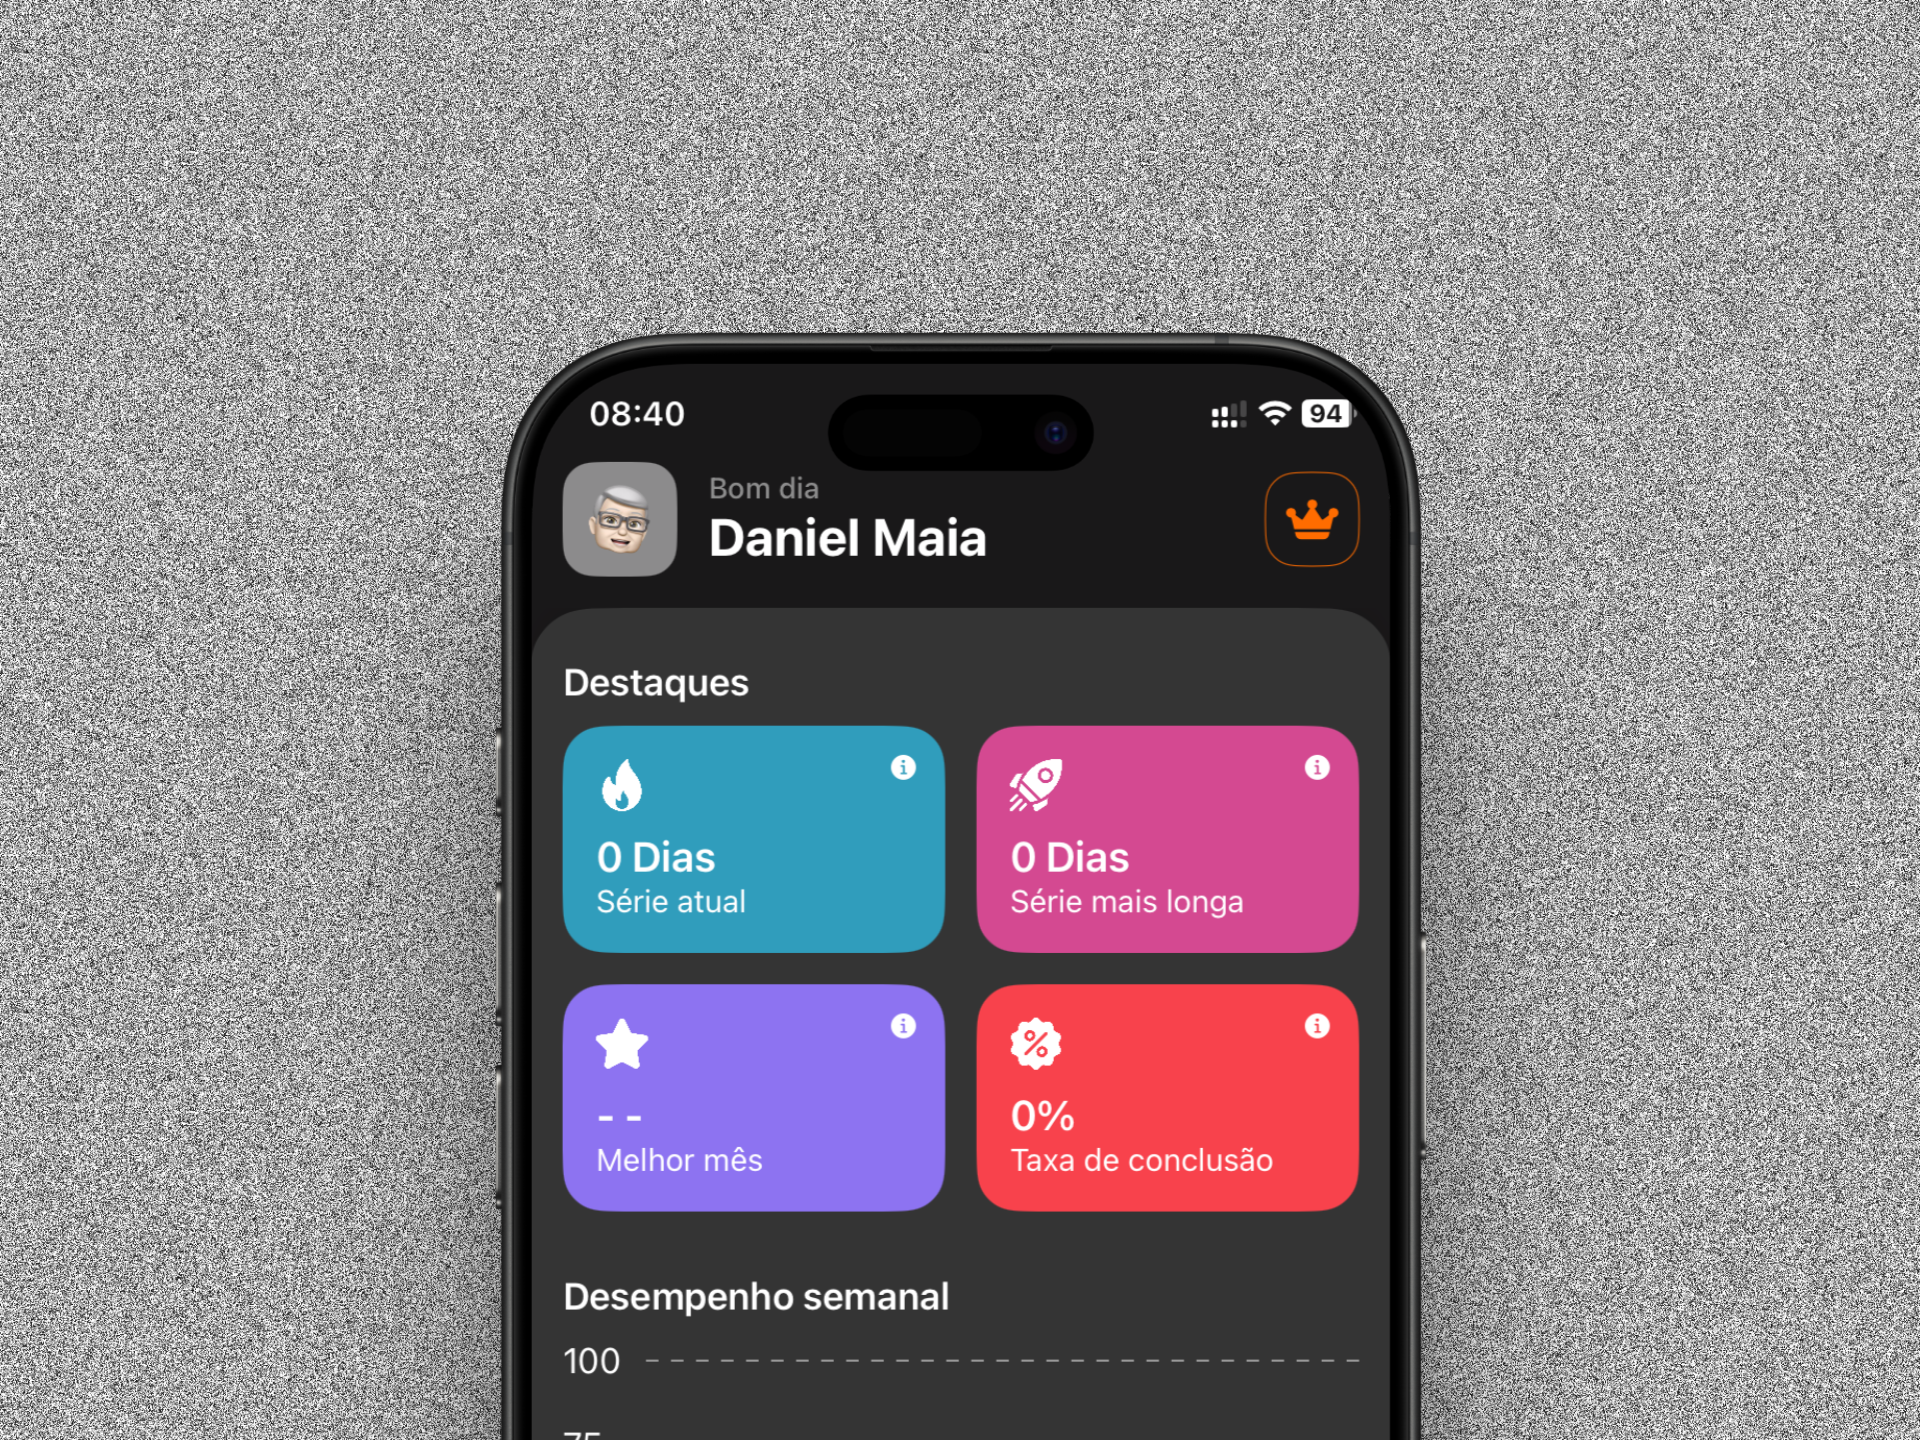 08:40
94
Bom dia
Daniel Maia
Destaques
0 Dias
Série atual
0 Dias
Série mais longa
- -
Melhor mês
0%
Taxa de conclusão
Desempenho semanal
100
75